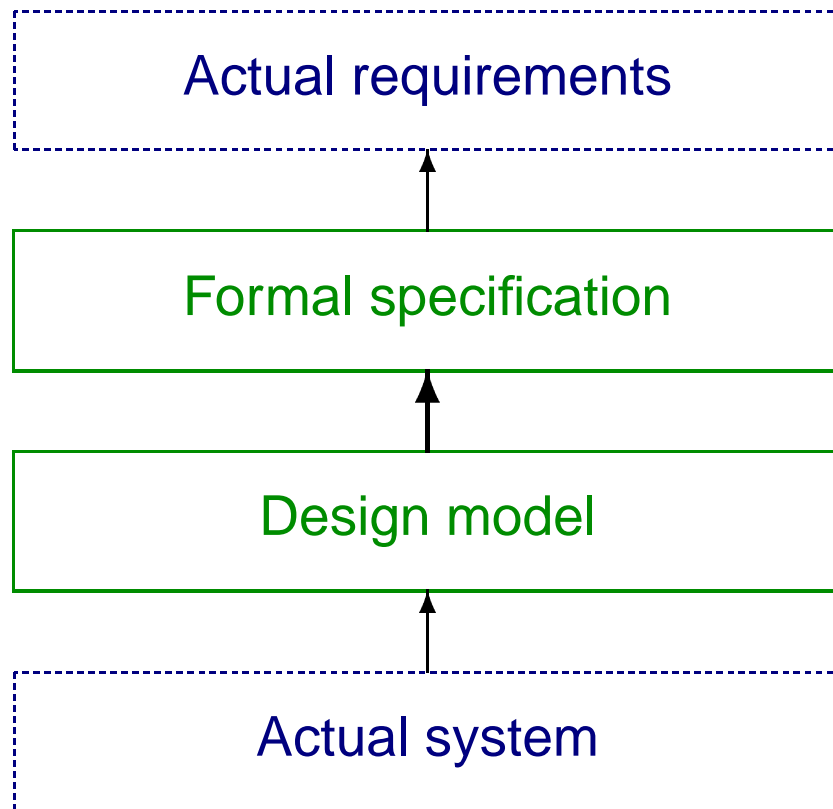 Actual requirements
Formal specification
Design model
Actual system